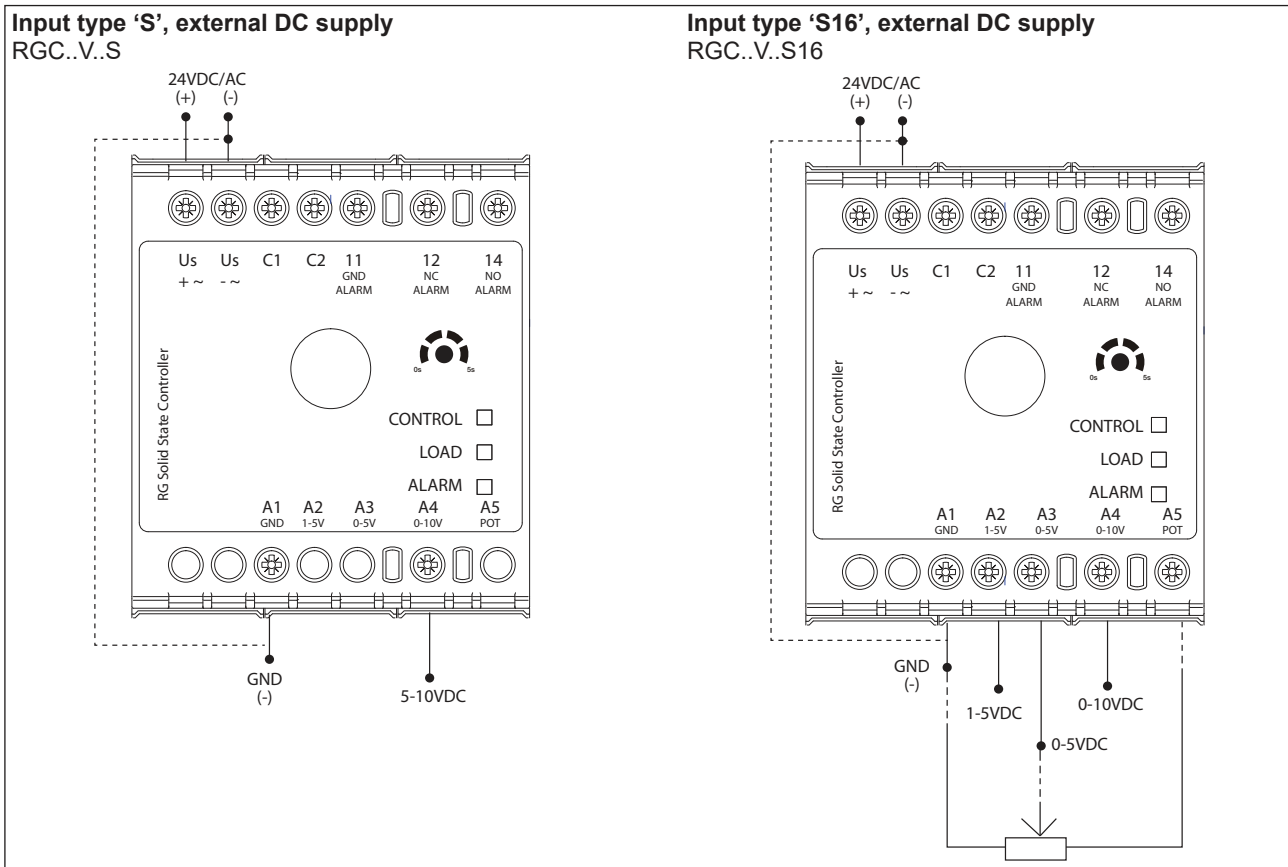 Input type ‘S’, external DC supply
RGC..V..S
24VDC/AC
(+) (-)
Us Us C1 C2 11 12 14
+ ~ - ~ GND NC NO
ALARM ALARM ALARM
RG Solid State Controller
0s 5s
CONTROL
LOAD
ALARM
A1 A2 A3 A4 A5
GND 1-5V 0-5V 0-10V POT
GND
(-)
5-10VDC
Input type ‘S16’, external DC supply
RGC..V..S16
24VDC/AC
(+) (-)
Us Us C1 C2 11 12 14
+ ~ - ~ GND NC NO
ALARM ALARM ALARM
RG Solid State Controller
0s 5s
CONTROL
LOAD
ALARM
A1 A2 A3 A4 A5
GND 1-5V 0-5V 0-10V POT
GND
(-)
1-5VDC
0-10VDC
0-5VDC